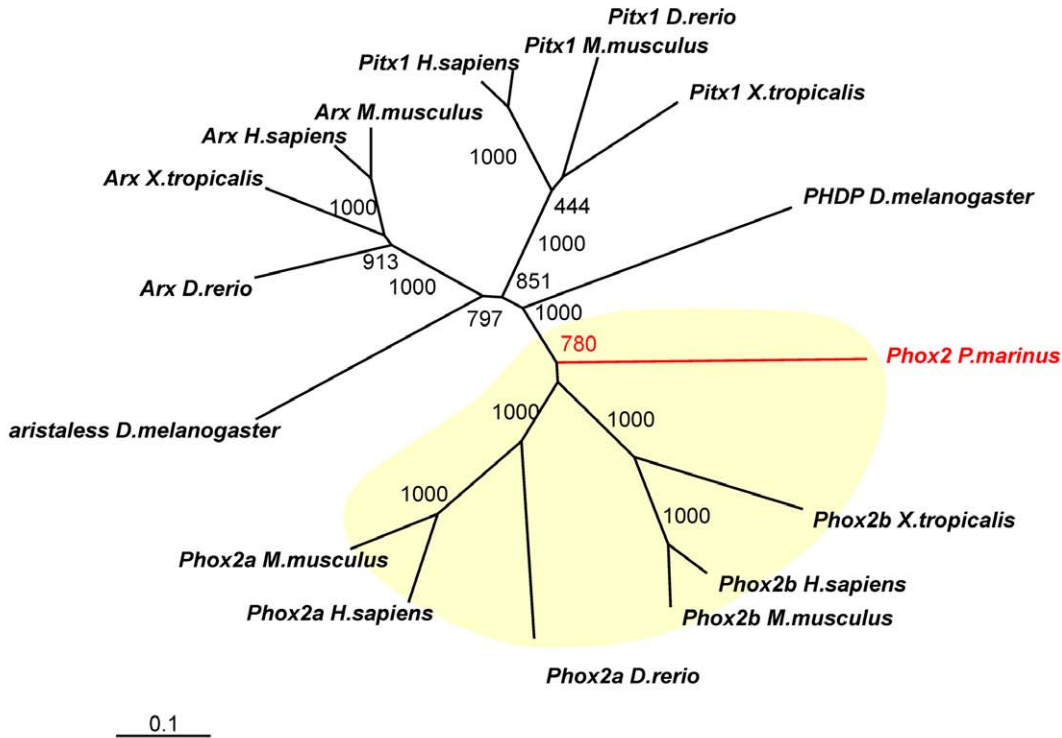 Pitx1 D.rerio
Pitx1 M.musculus
Pitx1 H.sapiens
Pitx1 X.tropicalis
Arx M.musculus
Arx H.sapiens
1000
Arx X.tropicalis
PHDP D.melanogaster
1000
444
1000
913
Arx D.rerio
1000
851
1000
797
780
Phox2 P.marinus
1000
1000
aristaless D.melanogaster
1000
1000
Phox2b X.tropicalis
Phox2a M.musculus
Phox2b H.sapiens
Phox2a H.sapiens
Phox2b M.musculus
Phox2a D.rerio
0.1